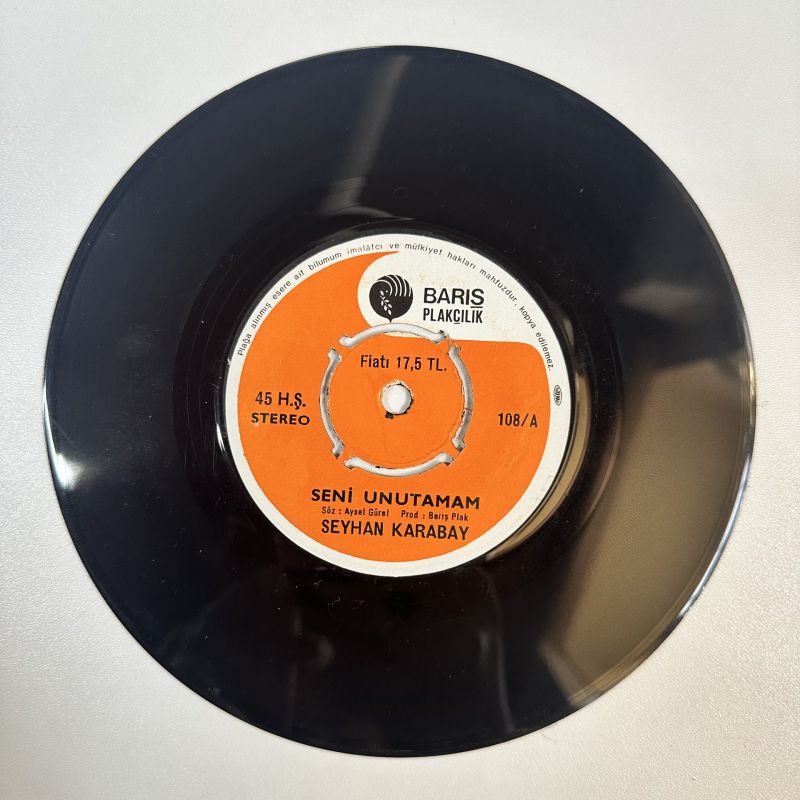 Plağa alınmış esere ait bilumum imalatcı ve mülkiyet hakları mahfuzdur, kopya edilemez.
BARIŞ
PLAKÇILIK
Fiatı 17,5 TL.
45 H.Ş.
STEREO
108/A
SENİ UNUTAMAM
Söz : Aysel Gürel Prod : Barış Plak
SEYHAN KARABAY